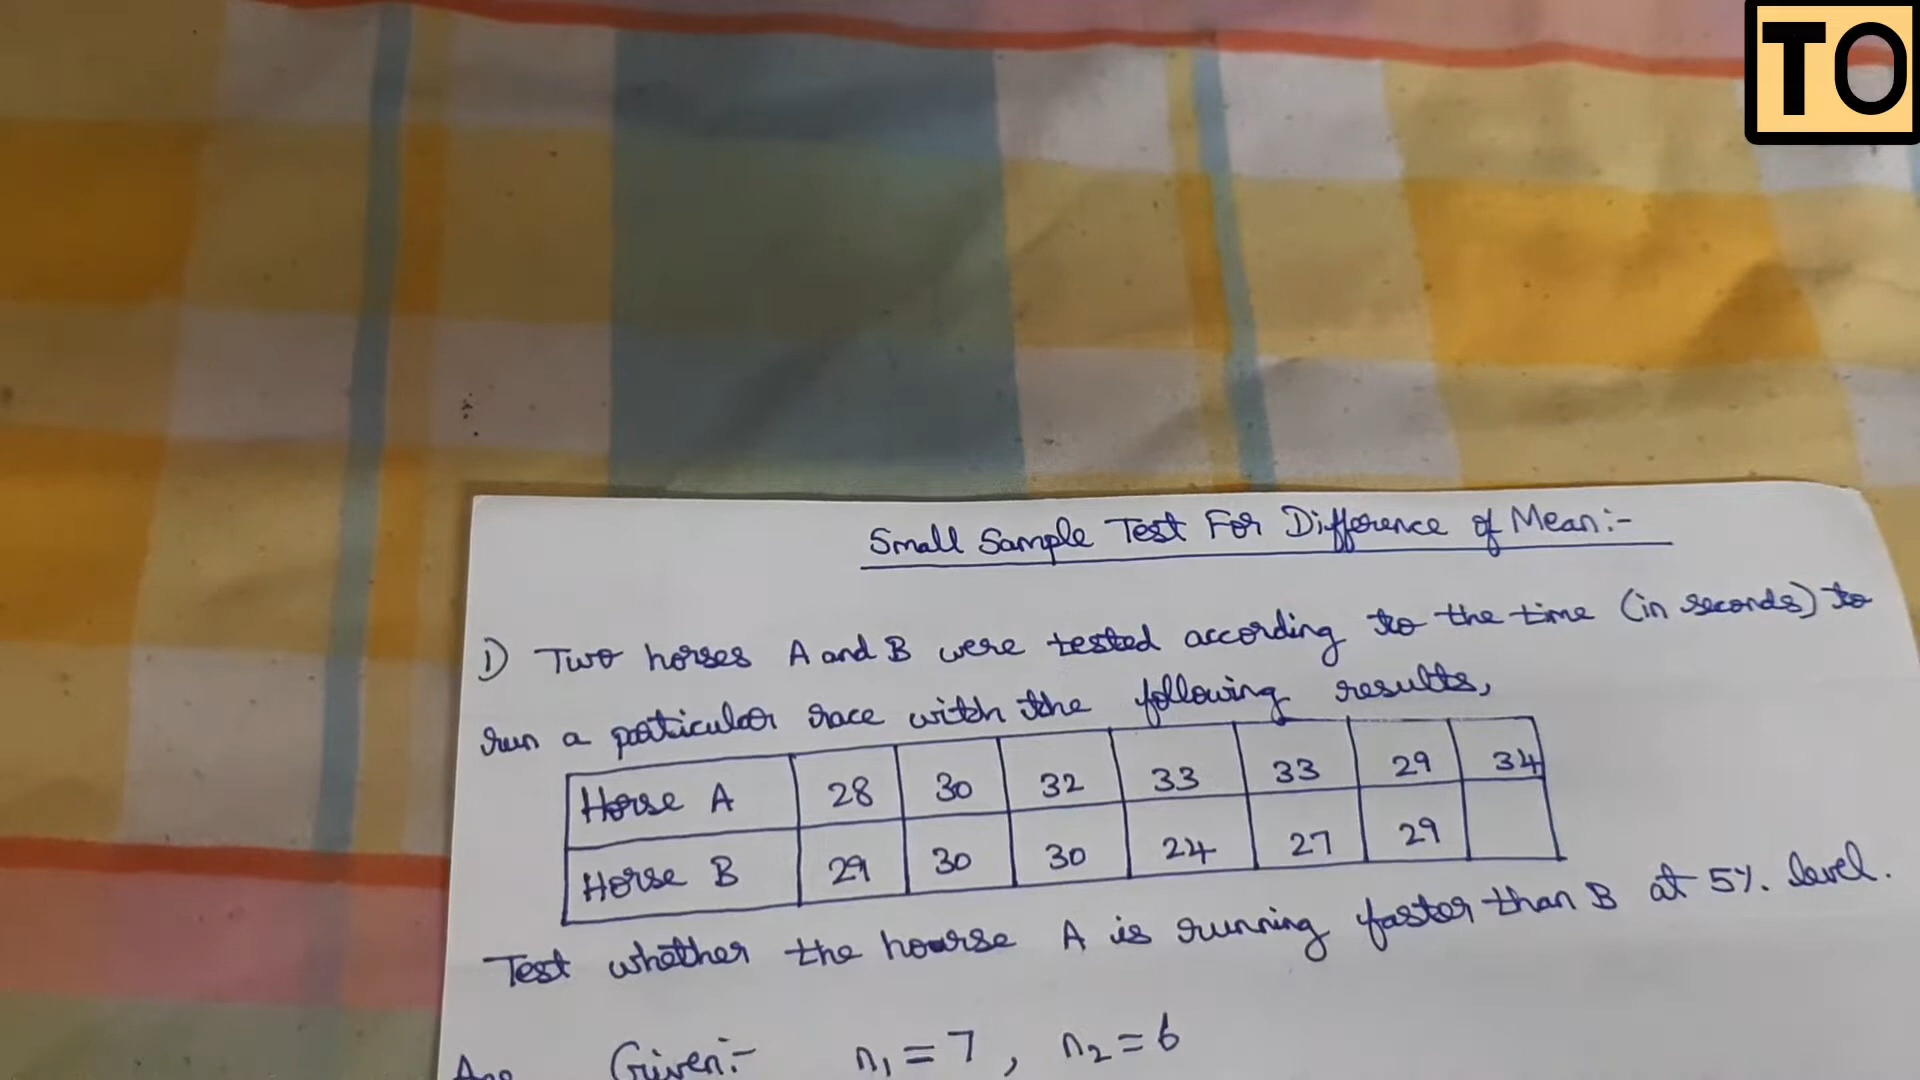 TO
Small Sample Test For Difference of Mean:-
1) Two horses A and B were tested according to the time (in seconds) to
run a paticular race with the following results,
Horse A 28 30 32 33 33 29 34
Horse B 29 30 30 24 27 29
Test whether the hourse A is running faster than B at 5%. level.
Ans Given:- n₁ = 7, n₂ = 6